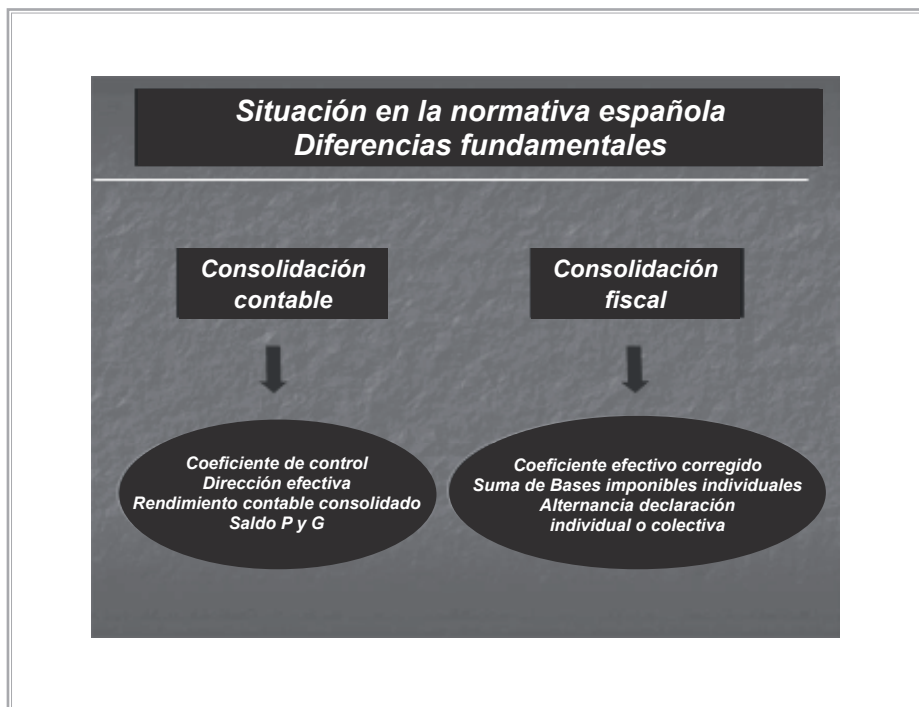 Situación en la normativa española
Diferencias fundamentales
Consolidación
contable
Coeficiente de control
Dirección efectiva
Rendimiento contable consolidado
Saldo P y G
Consolidación
fiscal
Coeficiente efectivo corregido
Suma de Bases imponibles individuales
Alternancia declaración
individual o colectiva